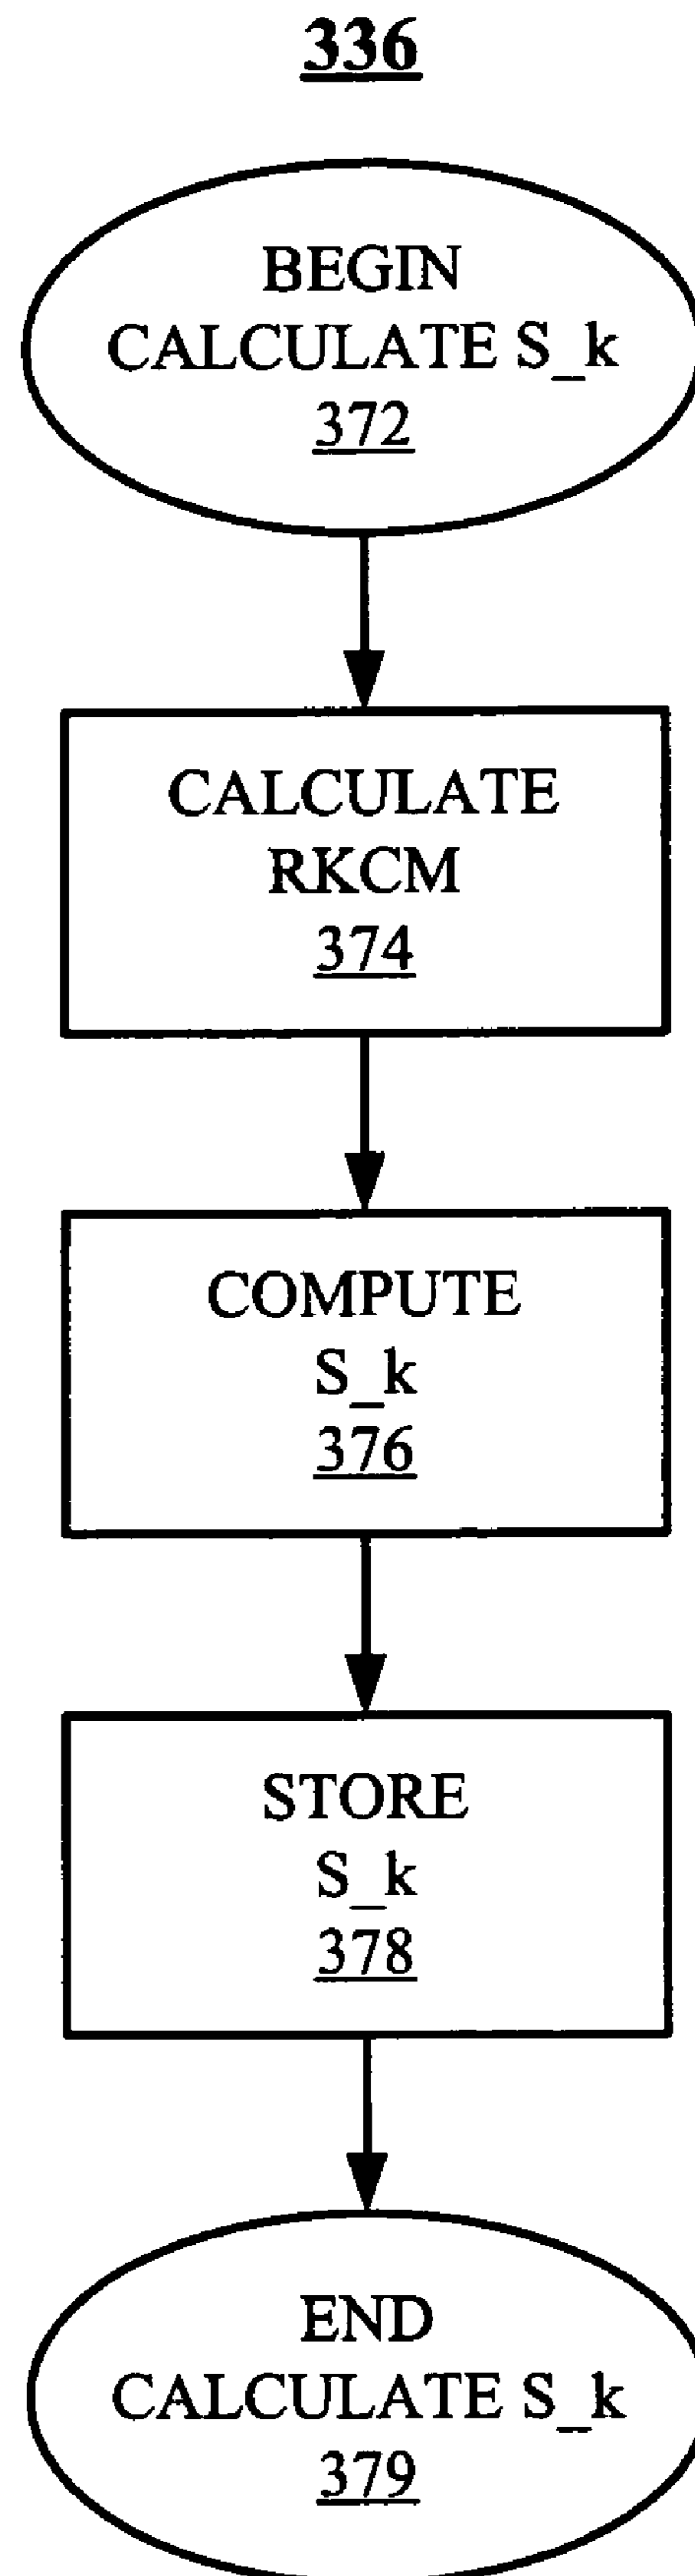 336
BEGIN
CALCULATE S_k
372
CALCULATE
RKCM
374
COMPUTE
S_k
376
STORE
S_k
378
END
CALCULATE S_k
379